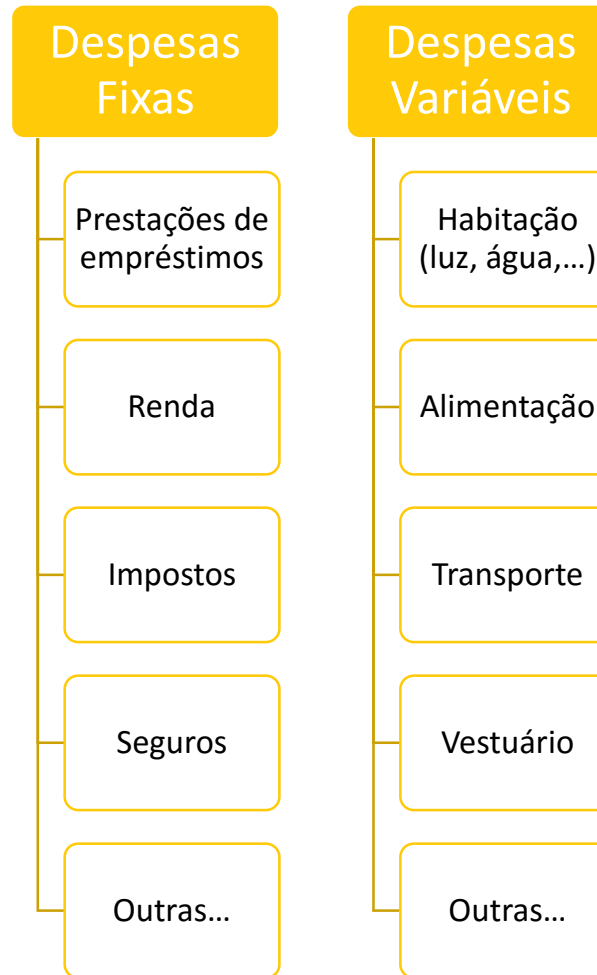 Despesas
Fixas
Prestações de
empréstimos
Renda
Impostos
Seguros
Outras...
Despesas
Variáveis
Habitação
(luz, água,...)
Alimentação
Transporte
Vestuário
Outras...